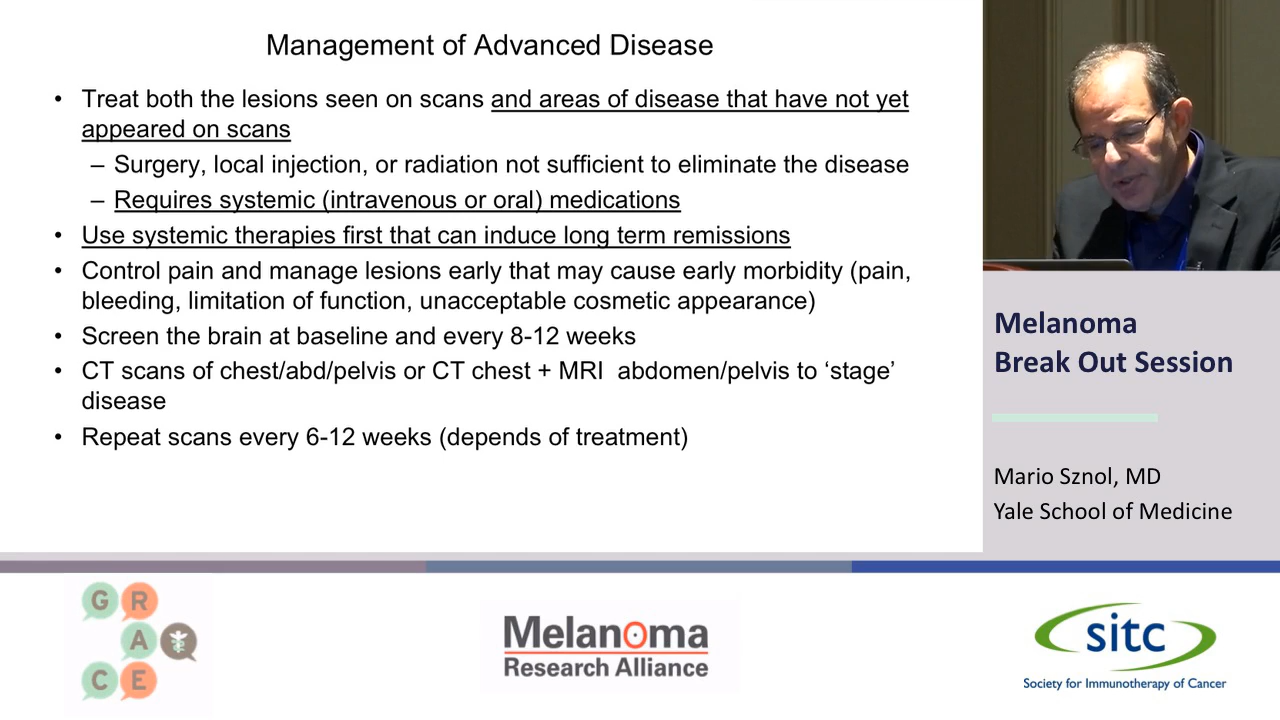 Management of Advanced Disease
• Treat both the lesions seen on scans and areas of disease that have not yet
appeared on scans
– Surgery, local injection, or radiation not sufficient to eliminate the disease
– Requires systemic (intravenous or oral) medications
• Use systemic therapies first that can induce long term remissions
• Control pain and manage lesions early that may cause early morbidity (pain,
bleeding, limitation of function, unacceptable cosmetic appearance)
• Screen the brain at baseline and every 8-12 weeks
• CT scans of chest/abd/pelvis or CT chest + MRI abdomen/pelvis to ‘stage’
disease
• Repeat scans every 6-12 weeks (depends of treatment)
Melanoma
Break Out Session
Mario Sznol, MD
Yale School of Medicine
G R
A
C E
Melanoma
Research Alliance
sitc
Society for Immunotherapy of Cancer